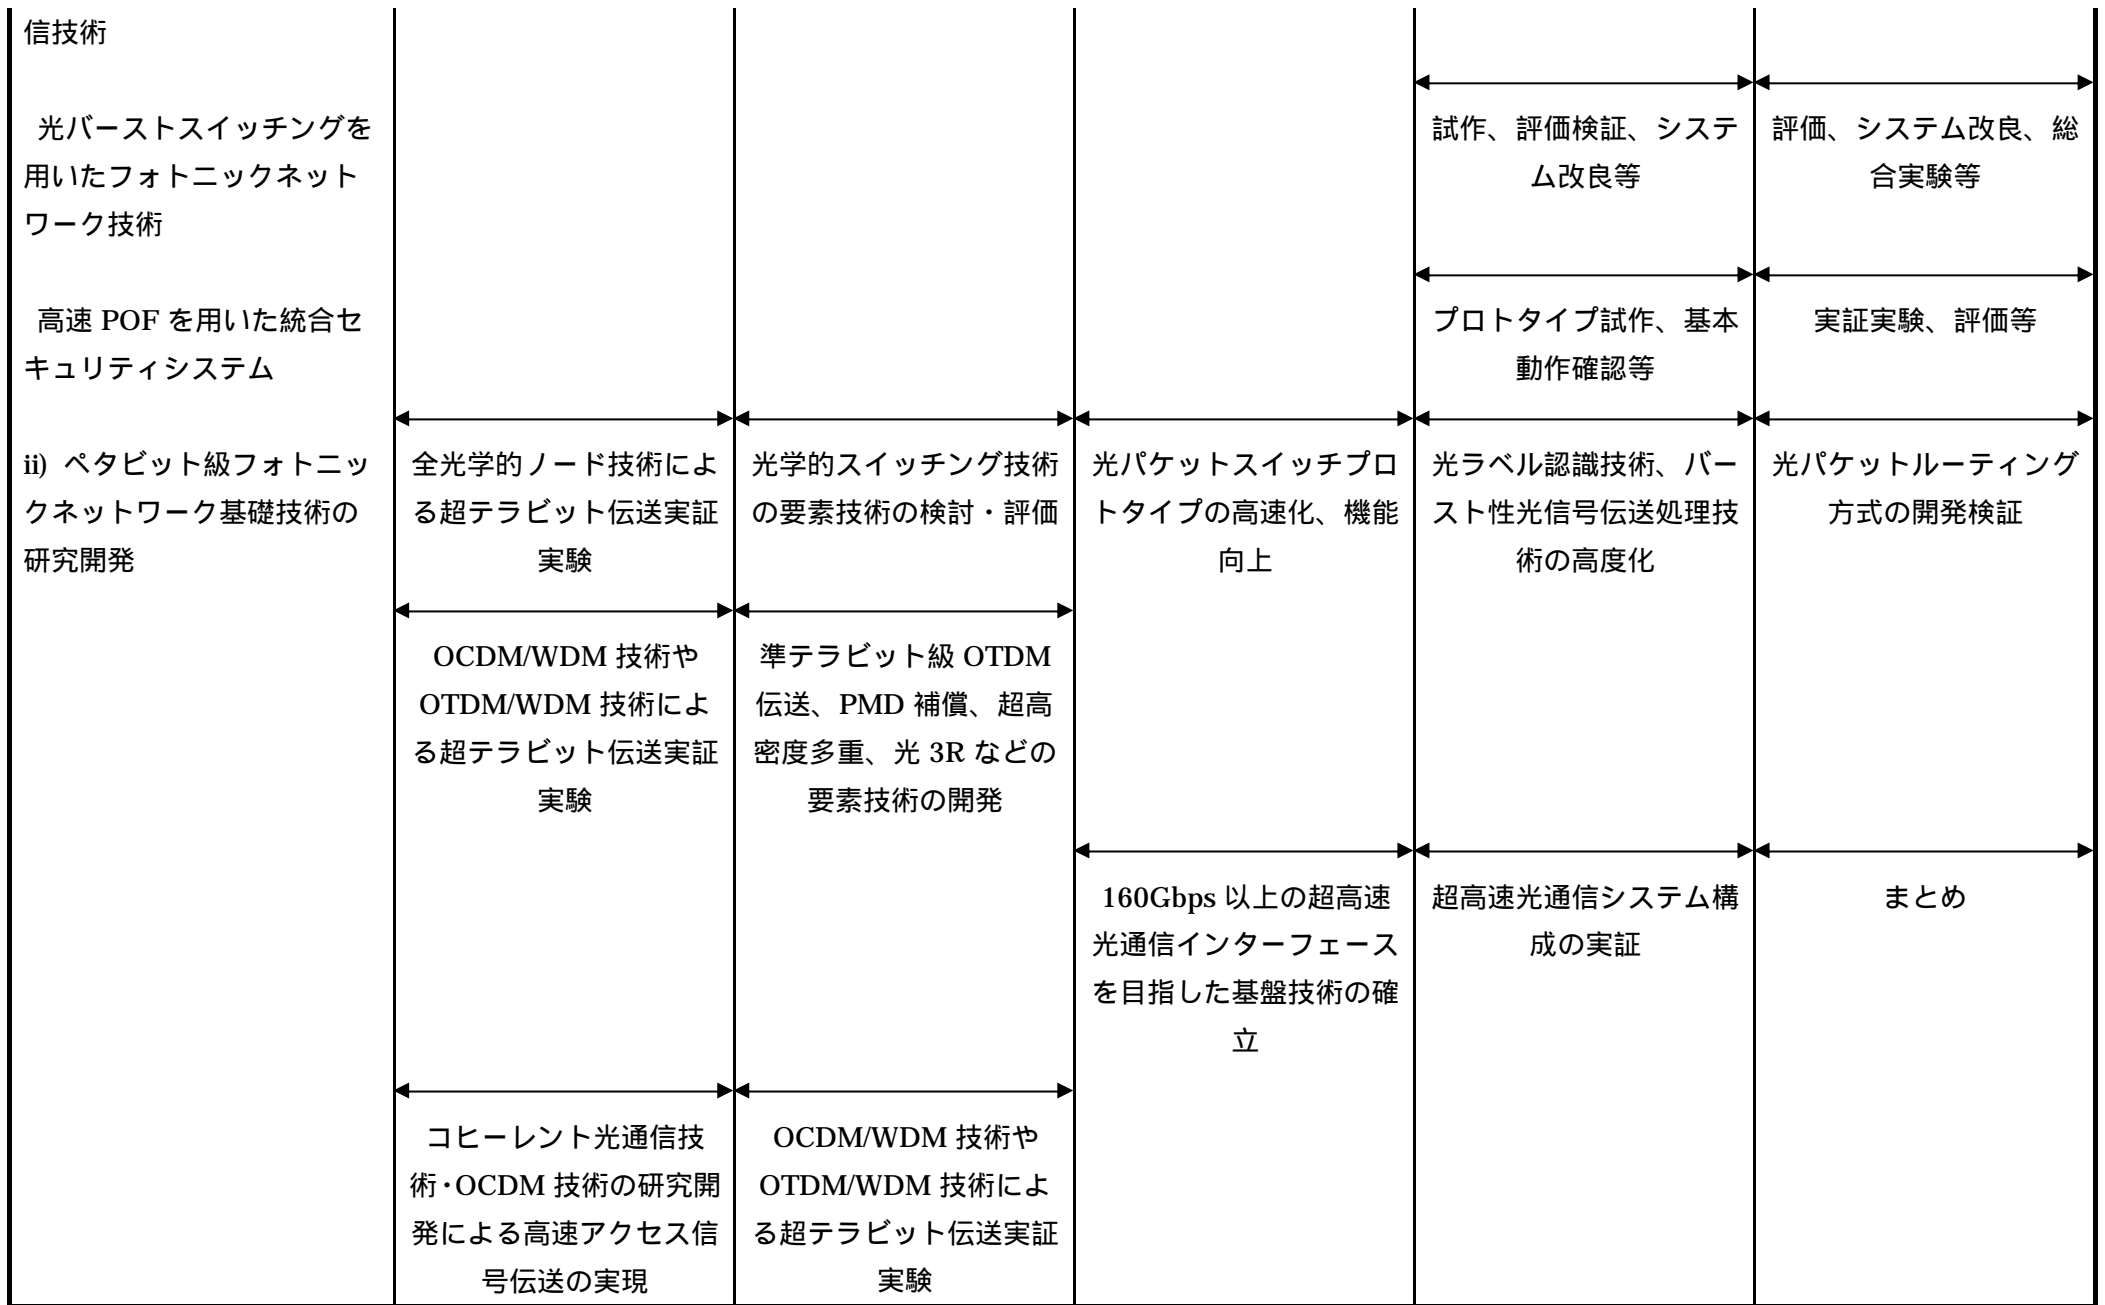 信技術
光バーストスイッチングを
用いたフォトニックネット
ワーク技術
試作、評価検証、システ
ム改良等
評価、システム改良、総
合実験等
高速 POF を用いた統合セ
キュリティシステム
プロトタイプ試作、基本
動作確認等
実証実験、評価等
ii) ペタビット級フォトニッ
クネットワーク基礎技術の
研究開発
全光学的ノード技術によ
る超テラビット伝送実証
実験
光学的スイッチング技術
の要素技術の検討・評価
光パケットスイッチプロ
トタイプの高速化、機能
向上
光ラベル認識技術、バー
スト性光信号伝送処理技
術の高度化
光パケットルーティング
方式の開発検証
OCDM/WDM 技術や
OTDM/WDM 技術によ
る超テラビット伝送実証
実験
準テラビット級 OTDM
伝送、PMD 補償、超高
密度多重、光 3R などの
要素技術の開発
160Gbps 以上の超高速
光通信インターフェース
を目指した基盤技術の確
立
超高速光通信システム構
成の実証
まとめ
コヒーレント光通信技
術・OCDM 技術の研究開
発による高速アクセス信
号伝送の実現
OCDM/WDM 技術や
OTDM/WDM 技術によ
る超テラビット伝送実証
実験